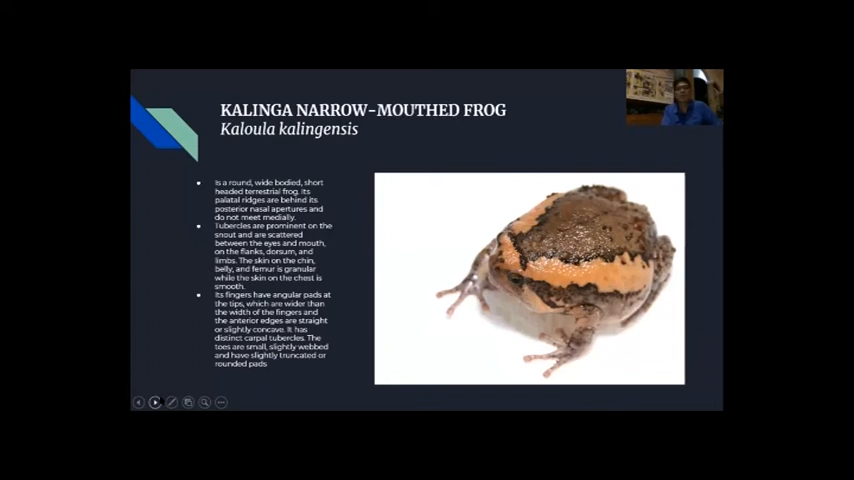 KALINGA NARROW-MOUTHED FROG
Kaloula kalingensis
Is a round, wide bodied, short
headed terrestrial frog. Its
palatal ridges are behind its
posterior nasal apertures and
do not meet medially.
Tubercles are prominent on the
snout and are scattered
between the eyes and mouth,
on the flanks, dorsum, and
limbs. The skin on the chin,
belly, and femur is granular
while the skin on the chest is
smooth.
Its fingers have angular pads at
the tips, which are wider than
the width of the fingers and
the anterior edges are straight
or slightly concave. It has
distinct carpal tubercles. The
toes are small, slightly webbed
and have slightly truncated or
rounded pads